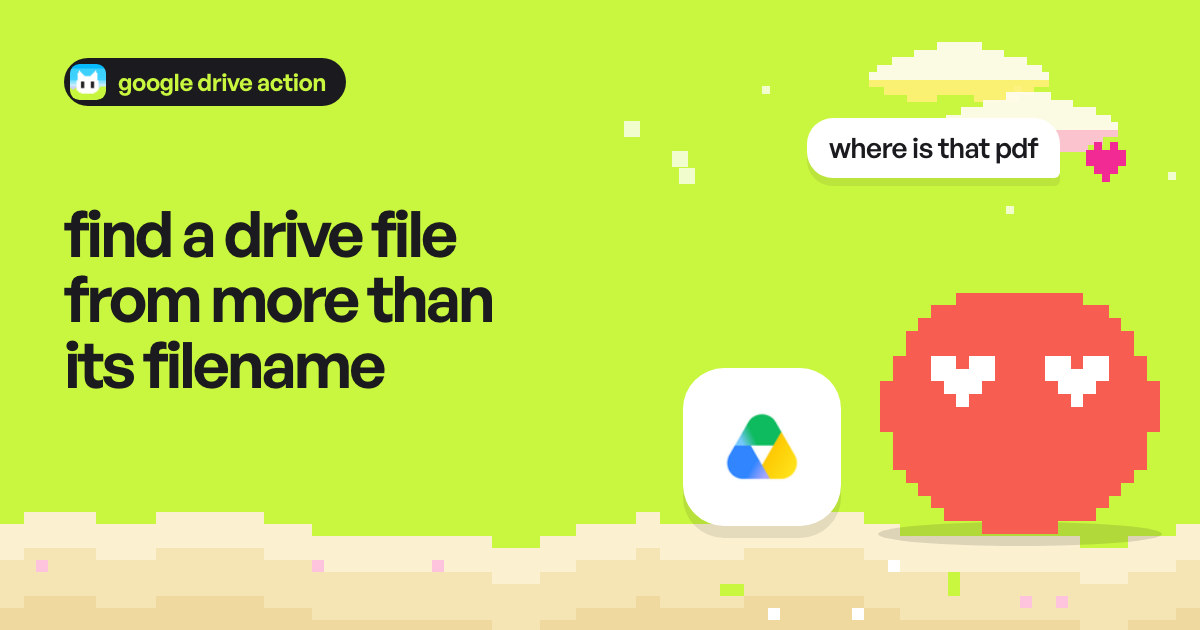 google drive action
where is that pdf
find a drive file
from more than
its filename